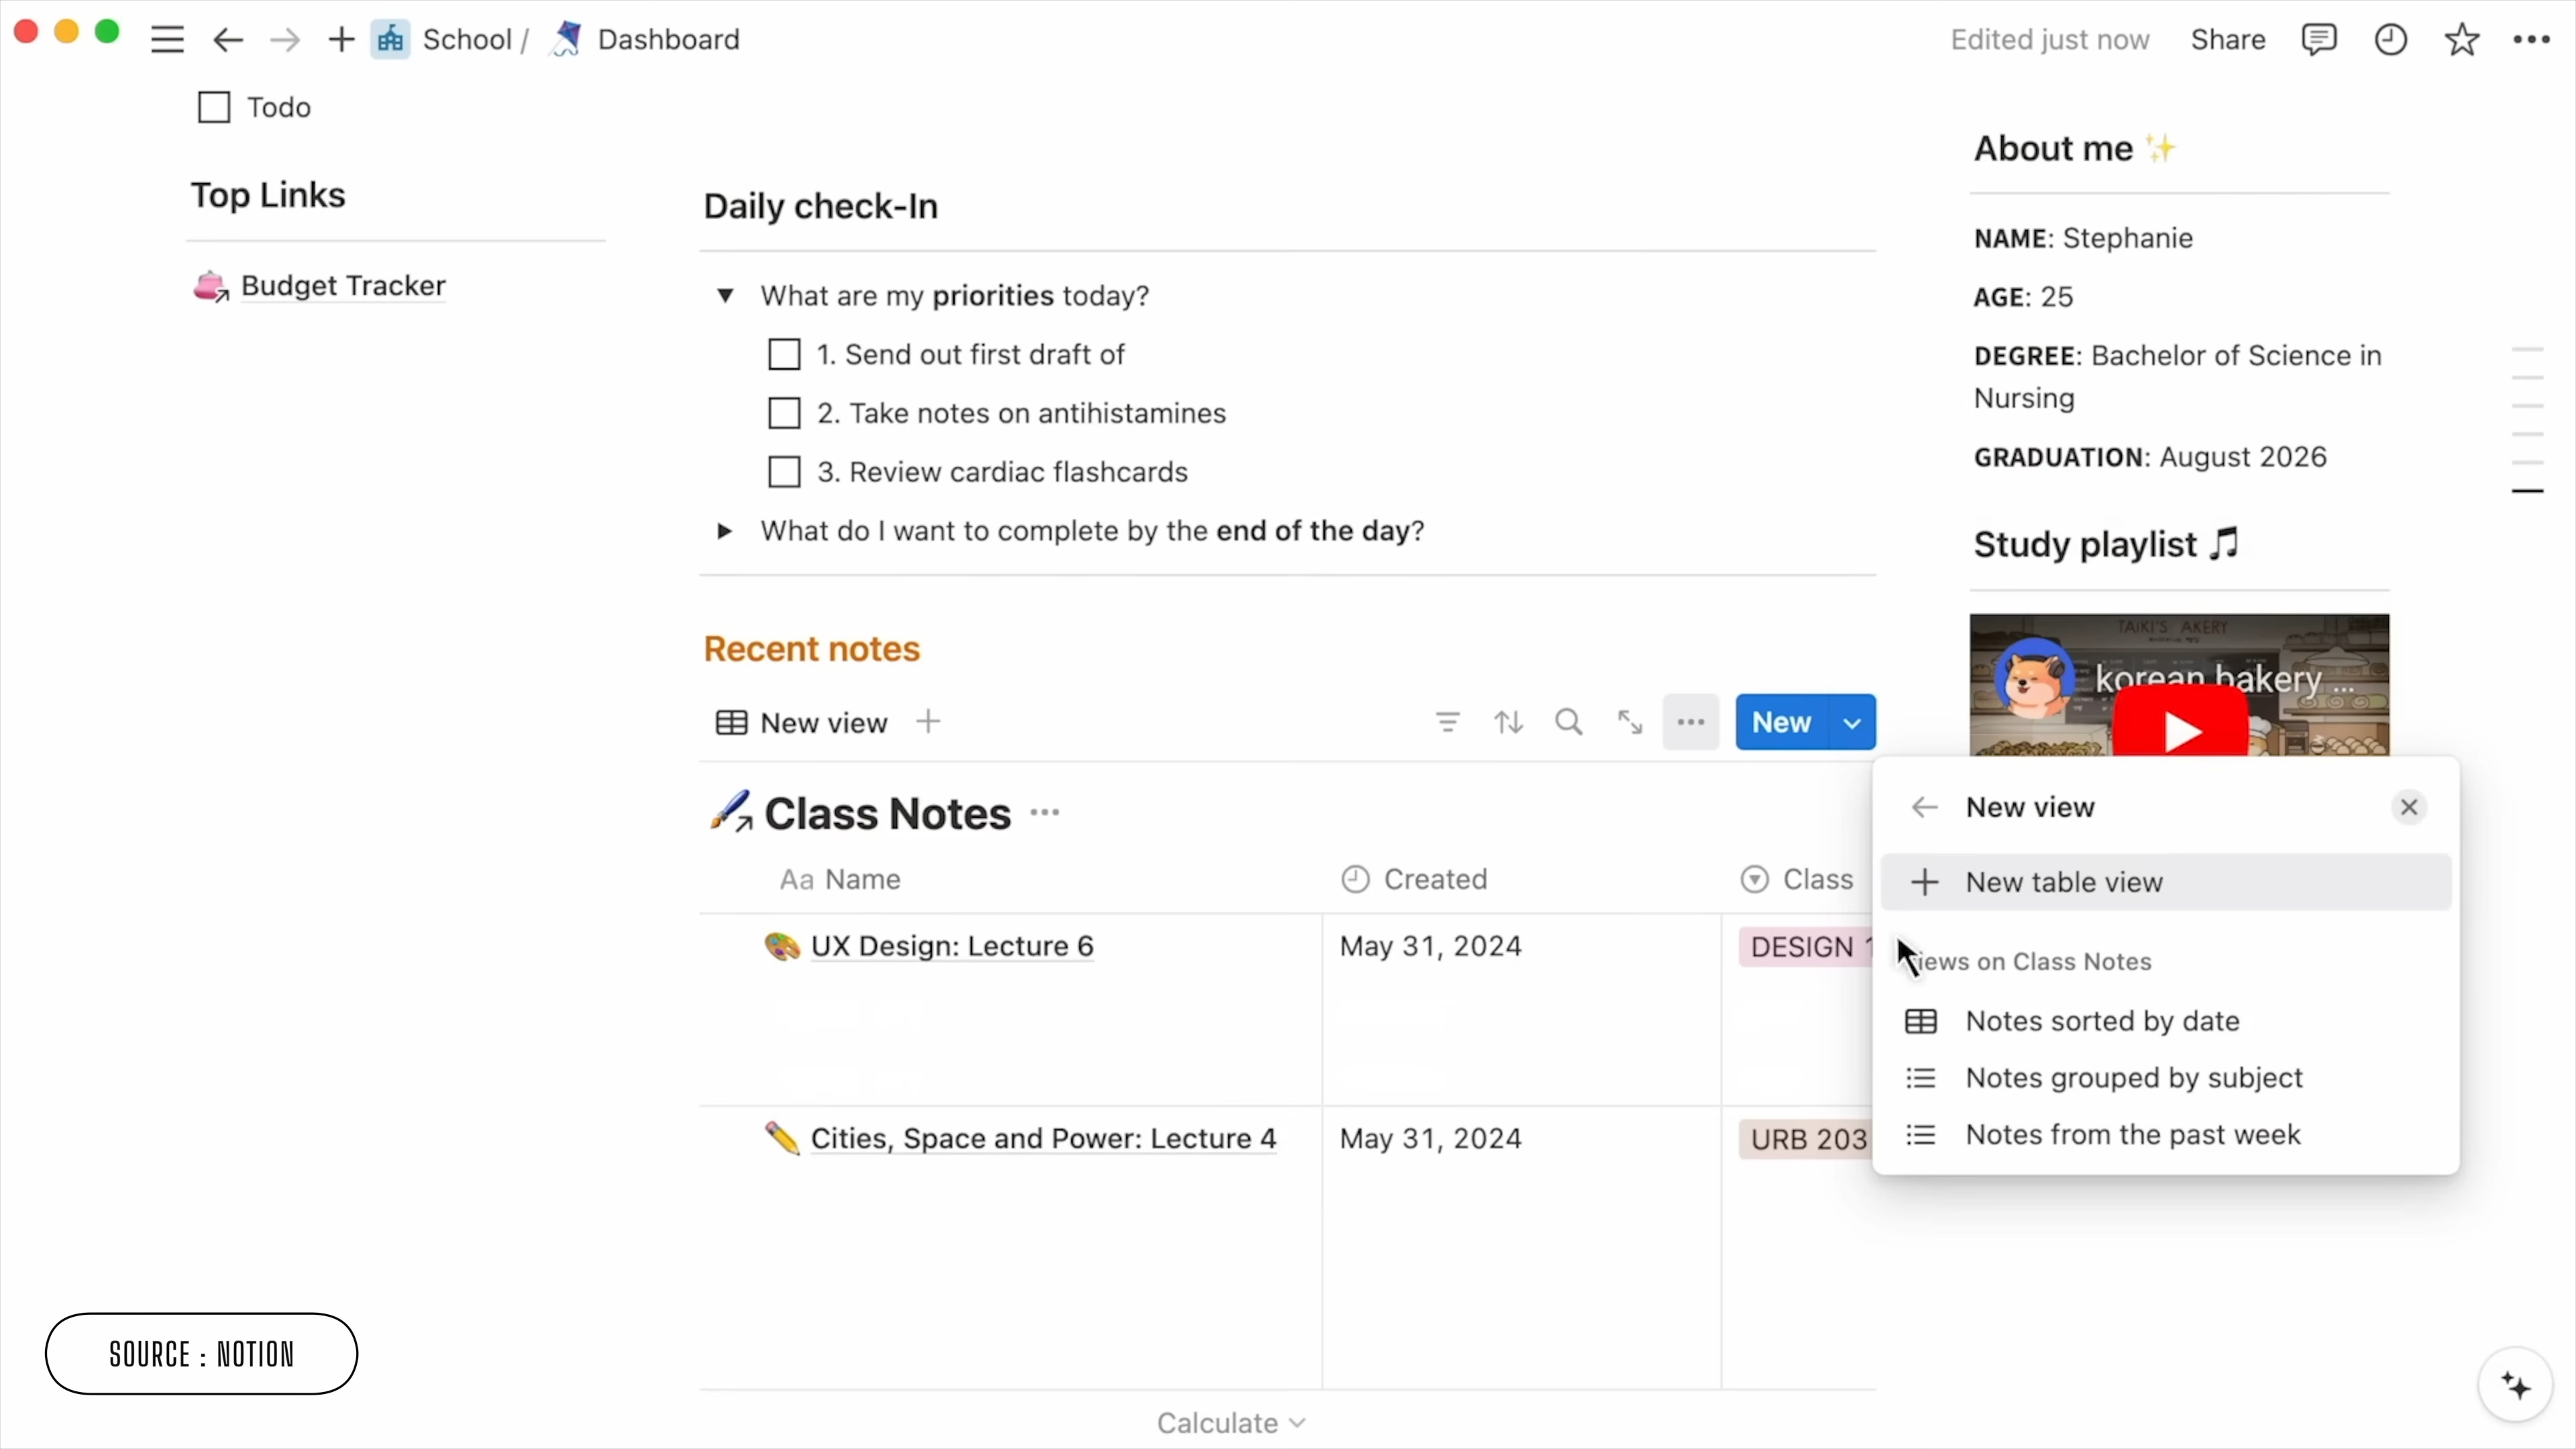 School / Dashboard
Edited just now
Share
Todo
Top Links
Budget Tracker
Daily check-In
What are my priorities today?
1. Send out first draft of
2. Take notes on antihistamines
3. Review cardiac flashcards
What do I want to complete by the end of the day?
Recent notes
New view
New
Class Notes
Aa Name
Created
Class
UX Design: Lecture 6
May 31, 2024
DESIGN 1
Cities, Space and Power: Lecture 4
May 31, 2024
URB 203
Calculate
About me
NAME: Stephanie
AGE: 25
DEGREE: Bachelor of Science in
Nursing
GRADUATION: August 2026
Study playlist
TAIKI'S AKERY
korean bakery ...
New view
New table view
iews on Class Notes
Notes sorted by date
Notes grouped by subject
Notes from the past week
SOURCE : NOTION